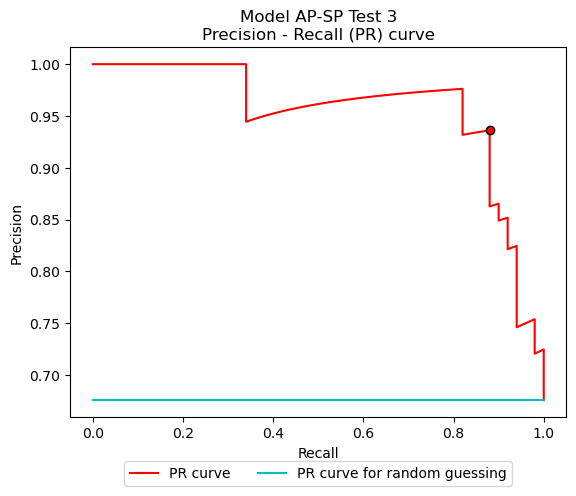 Model AP-SP Test 3
Precision - Recall (PR) curve
1.00
0.95
0.90
0.85
0.80
0.75
0.70
Precision
0.0 0.2 0.4 0.6 0.8 1.0
Recall
PR curve PR curve for random guessing